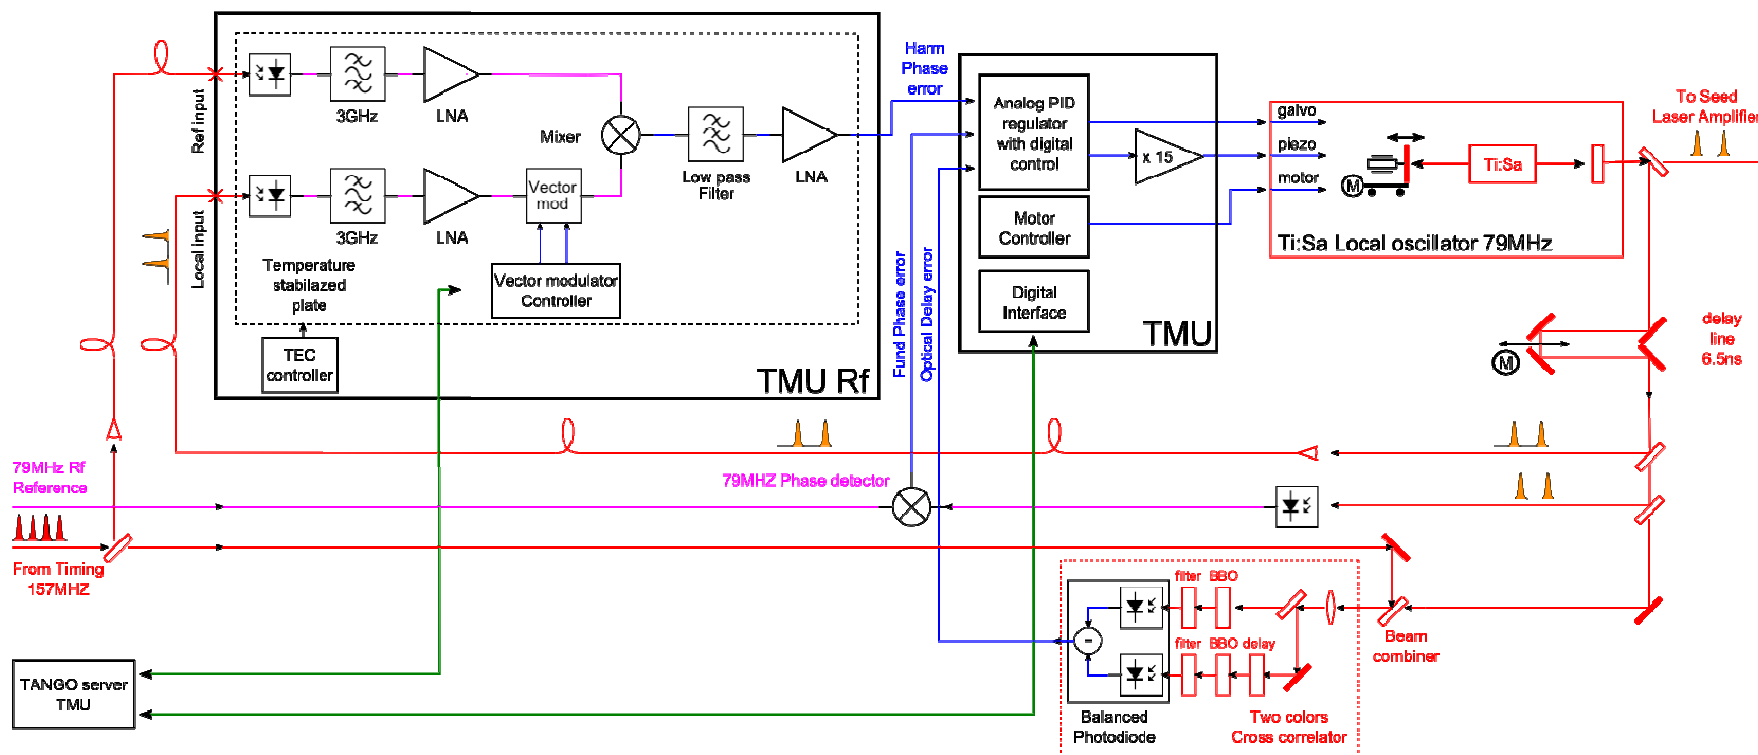 To Seed
Laser Amplifier
Harm
Phase
error
Ref input
3GHz
LNA
Mixer
Low pass
Filter
LNA
Analog PID
regulator
with digital
control
x 15
galvo
piezo
motor
M
Ti:Sa
Ti:Sa Local oscillator 79MHz
Local Input
3GHz
LNA
Vector
mod
Motor
Controller
Temperature
stabilazed
plate
Vector modulator
Controller
Digital
Interface
TMU
TEC
controller
TMU Rf
Fund Phase error
Optical Delay error
M
delay
line
6.5ns
79MHz Rf
Reference
79MHZ Phase detector
From Timing
157MHZ
filter BBO
-
filter BBO delay
Beam
combiner
TANGO server
TMU
Balanced
Photodiode
Two colors
Cross correlator